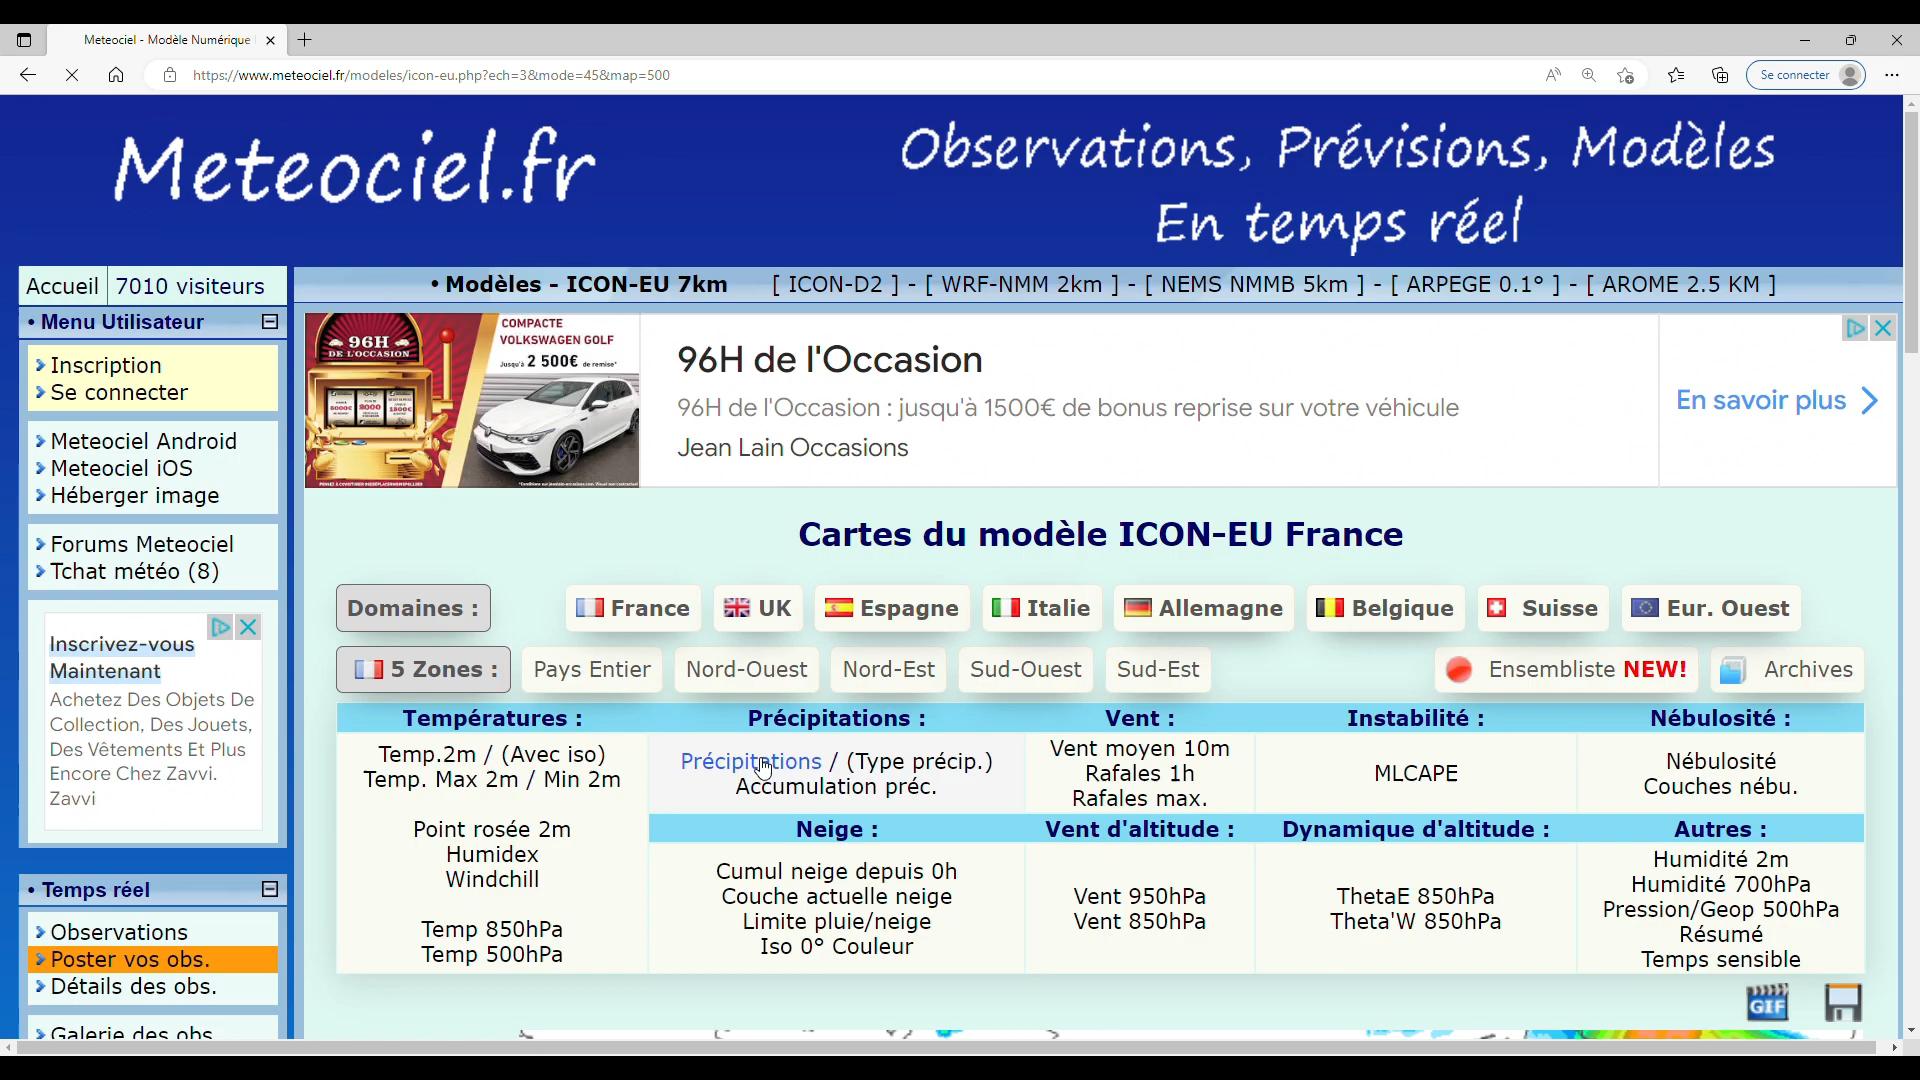 Meteociel - Modèle Numérique
https://www.meteociel.fr/modeles/icon-eu.php?ech=3&mode=45&map=500
Se connecter
Meteociel.fr
Observations, Prévisions, Modèles
En temps réel
Accueil
7010 visiteurs
• Modèles - ICON-EU 7km [ ICON-D2 ] - [ WRF-NMM 2km ] - [ NEMS NMMB 5km ] - [ ARPEGE 0.1° ] - [ AROME 2.5 KM ]
• Menu Utilisateur
Inscription
Se connecter
Meteociel Android
Meteociel iOS
Héberger image
Forums Meteociel
Tchat météo (8)
Inscrivez-vous
Maintenant
Achetez Des Objets De
Collection, Des Jouets,
Des Vêtements Et Plus
Encore Chez Zavvi.
Zavvi
• Temps réel
Observations
Poster vos obs.
Détails des obs.
Galerie des obs
96H
DE L'OCCASION
COMPACTE
VOLKSWAGEN GOLF
Jusqu'à 2 500€ de remise*
96H de l'Occasion
96H de l'Occasion : jusqu'à 1500€ de bonus reprise sur votre véhicule
Jean Lain Occasions
En savoir plus
Cartes du modèle ICON-EU France
Domaines :
France
UK
Espagne
Italie
Allemagne
Belgique
Suisse
Eur. Ouest
5 Zones :
Pays Entier
Nord-Ouest
Nord-Est
Sud-Ouest
Sud-Est
Ensembliste NEW!
Archives
Températures :
Temp.2m / (Avec iso)
Temp. Max 2m / Min 2m
Point rosée 2m
Humidex
Windchill
Temp 850hPa
Temp 500hPa
Précipitations :
Précipitations / (Type précip.)
Accumulation préc.
Neige :
Cumul neige depuis 0h
Couche actuelle neige
Limite pluie/neige
Iso 0° Couleur
Vent :
Vent moyen 10m
Rafales 1h
Rafales max.
Vent d'altitude :
Vent 950hPa
Vent 850hPa
Instabilité :
MLCAPE
Dynamique d'altitude :
ThetaE 850hPa
Theta'W 850hPa
Nébulosité :
Nébulosité
Couches nébu.
Autres :
Humidité 2m
Humidité 700hPa
Pression/Geop 500hPa
Résumé
Temps sensible
GIF